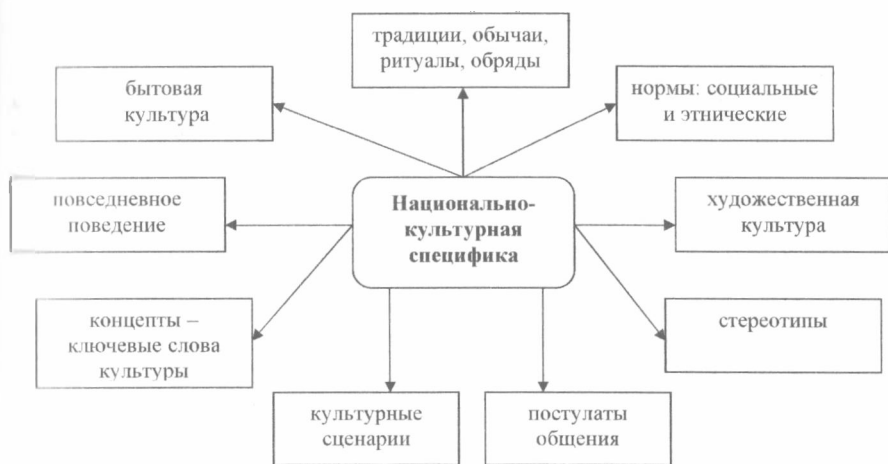 традиции, обычаи,
ритуалы, обряды
бытовая
культура
нормы: социальные
и этнические
повседневное
поведение
Национально-
культурная
специфика
художественная
культура
концепты –
ключевые слова
культуры
стереотипы
культурные
сценарии
постулаты
общения